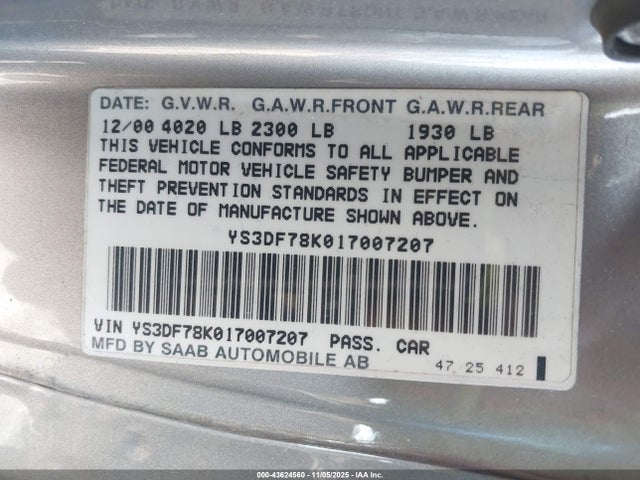 DATE: G.V.W.R. G.A.W.R.FRONT G.A.W.R.REAR
12/00 4020 LB 2300 LB 1930 LB
THIS VEHICLE CONFORMS TO ALL APPLICABLE
FEDERAL MOTOR VEHICLE SAFETY BUMPER AND
THEFT PREVENTION STANDARDS IN EFFECT ON
THE DATE OF MANUFACTURE SHOWN ABOVE.
YS3DF78K017007207
VIN YS3DF78K017007207 PASS. CAR
MFD BY SAAB AUTOMOBILE AB
47 25 412
000-43624560 - 11/05/2025 - IAA Inc.